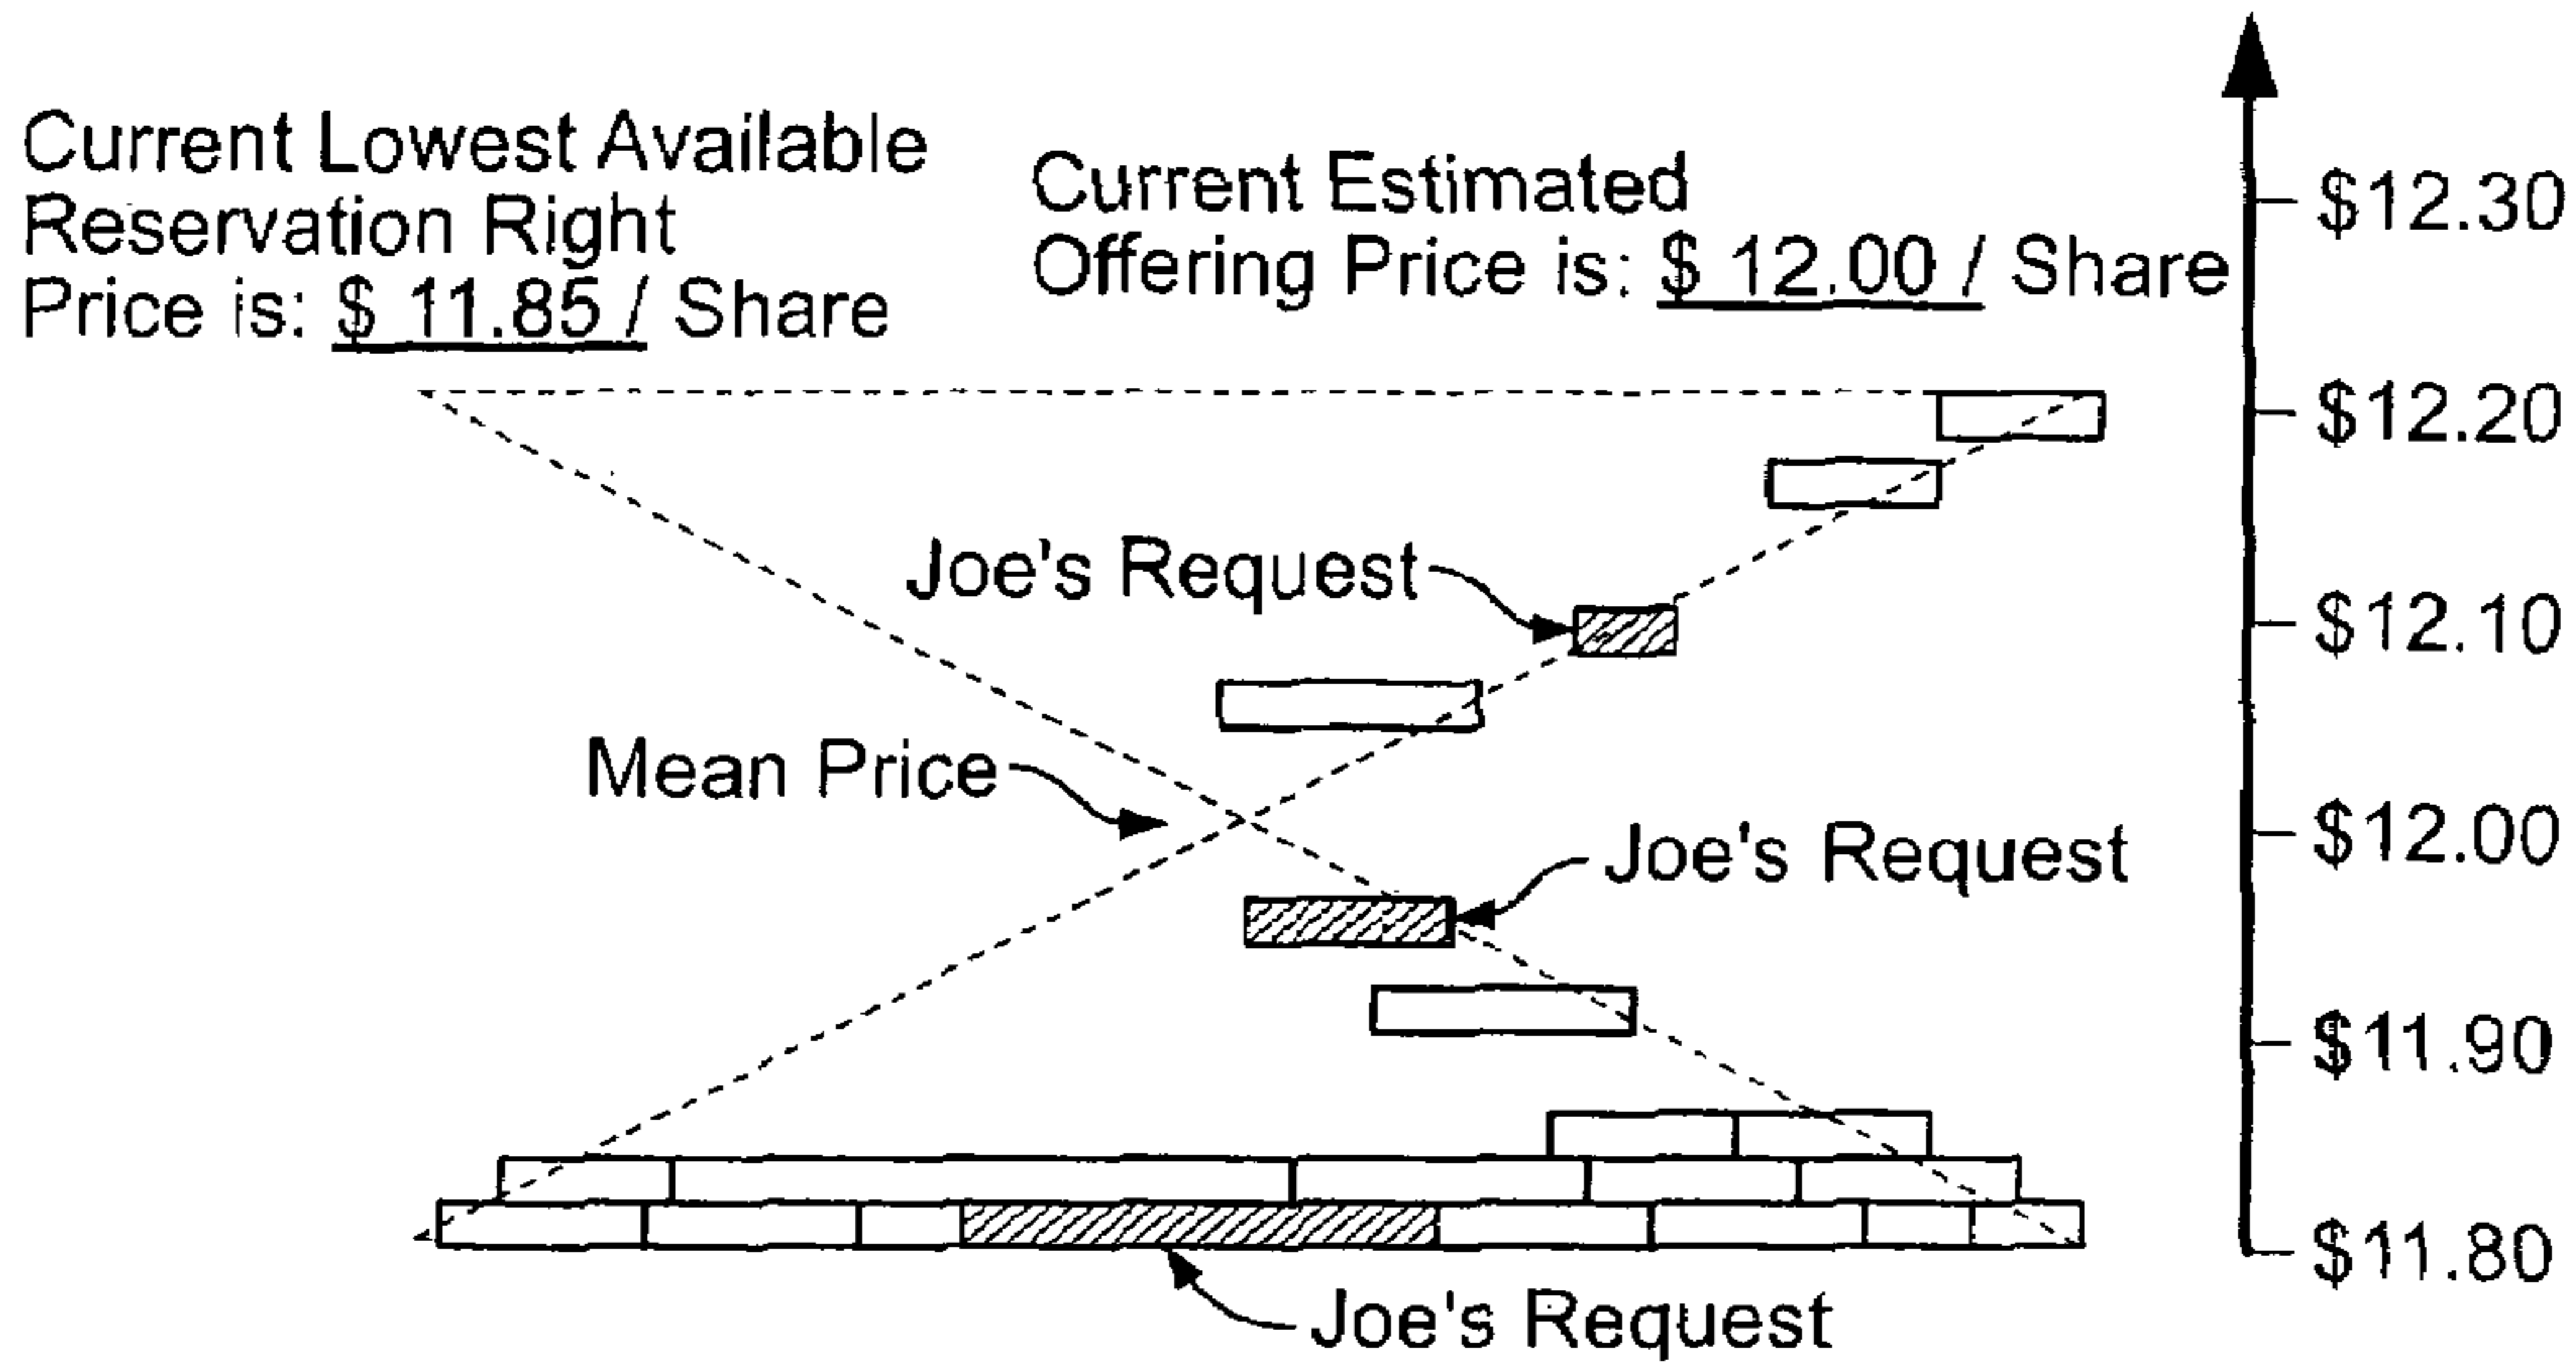 Current Lowest Available
Reservation Right
Price is: $ 11.85 / Share
Current Estimated
Offering Price is: $ 12.00 / Share
$12.30
$12.20
Joe's Request
$12.10
Mean Price
$12.00
Joe's Request
$11.90
$11.80
Joe's Request